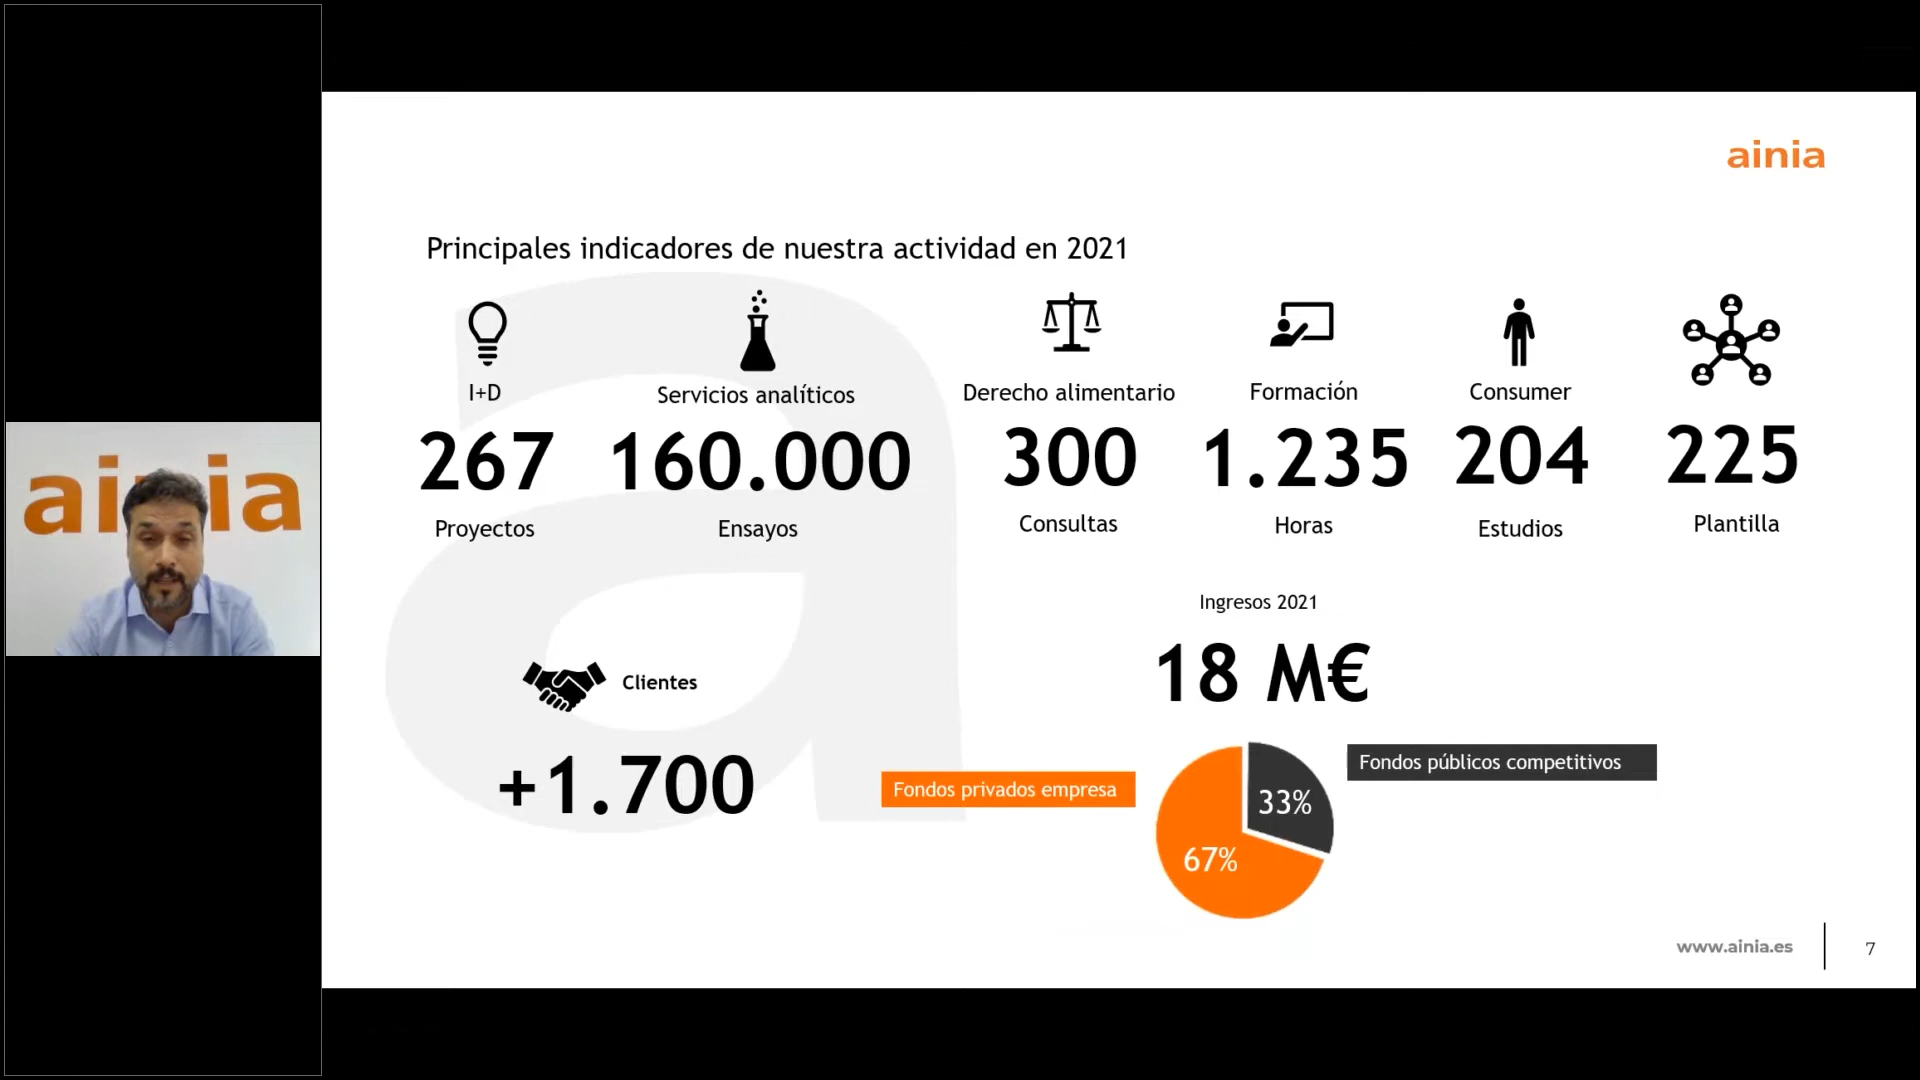 ainia
ainia
Principales indicadores de nuestra actividad en 2021
I+D
267
Proyectos
Servicios analíticos
160.000
Ensayos
Derecho alimentario
300
Consultas
Formación
1.235
Horas
Consumer
204
Estudios
225
Plantilla
Clientes
+1.700
Ingresos 2021
18 M€
Fondos privados empresa
67%
33%
Fondos públicos competitivos
www.ainia.es
7